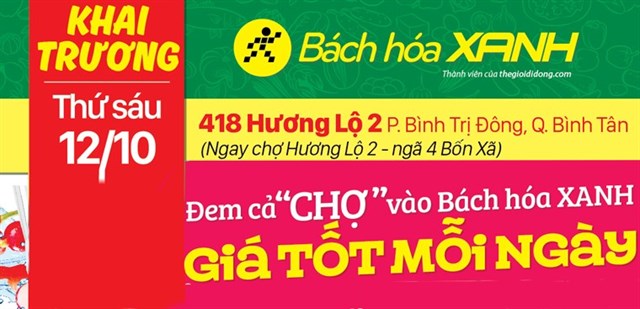 KHAI
TRƯƠNG
Thứ sáu
12/10
Bách hóa XANH
Thành viên của thegioididong.com
418 Hương Lộ 2 P. Bình Trị Đông, Q. Bình Tân
(Ngay chợ Hương Lộ 2 - ngã 4 Bốn Xã)
Đem cả "CHỢ" vào Bách hóa XANH
GIÁ TỐT MỖI NGÀY